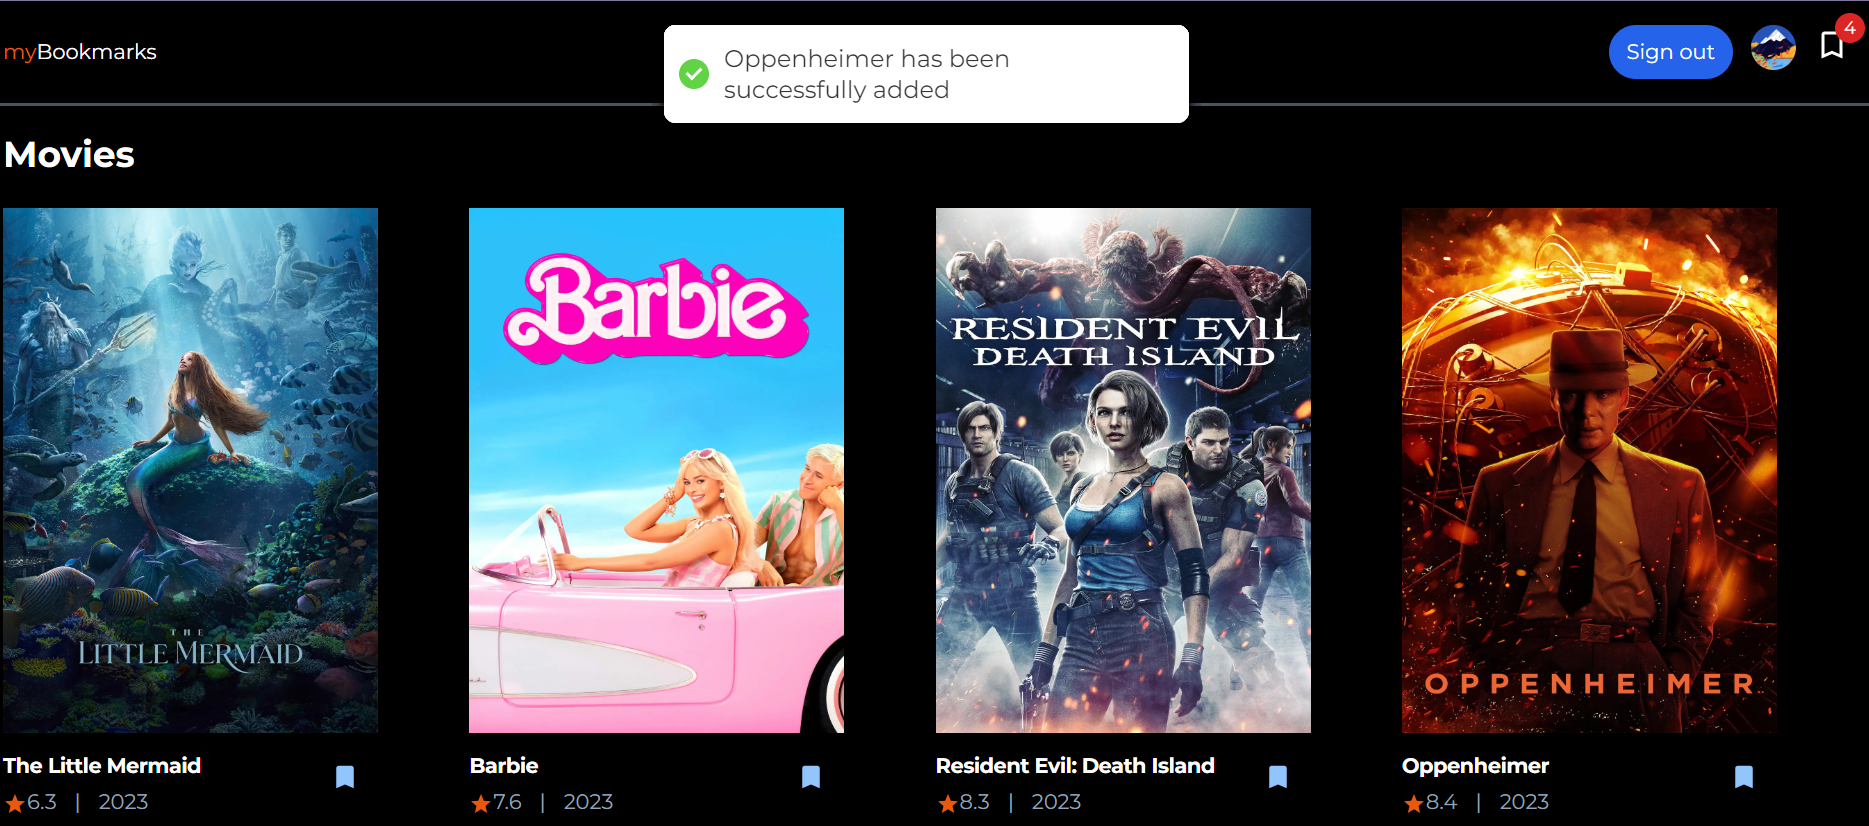 myBookmarks
Oppenheimer has been
successfully added
Sign out
4
Movies
Barbie
RESIDENT EVIL
DEATH ISLAND
THE
LITTLE MERMAID
OPPENHEIMER
The Little Mermaid
6.3 | 2023
Barbie
7.6 | 2023
Resident Evil: Death Island
8.3 | 2023
Oppenheimer
8.4 | 2023